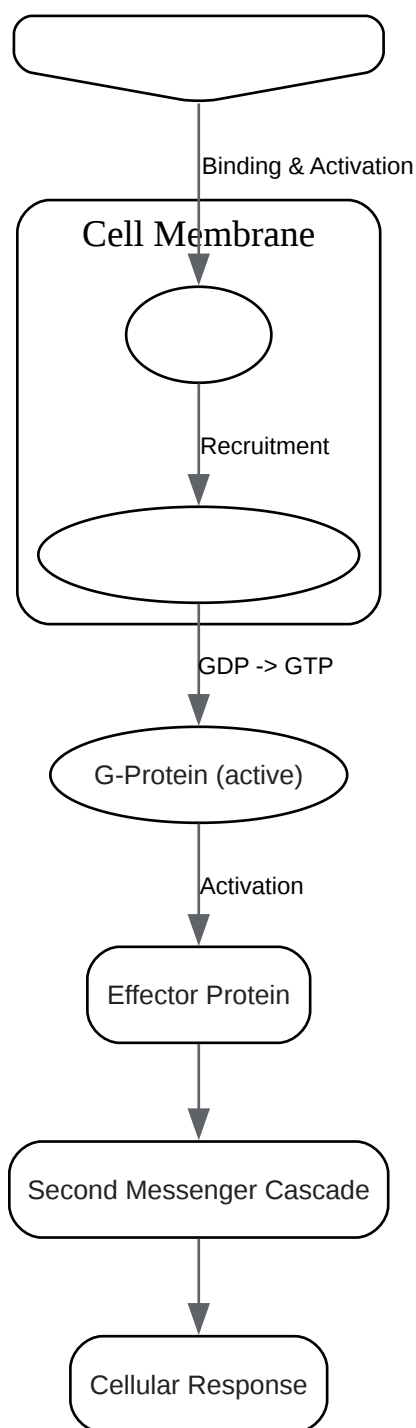 Binding & Activation
Cell Membrane
Recruitment
GDP -> GTP
G-Protein (active)
Activation
Effector Protein
Second Messenger Cascade
Cellular Response